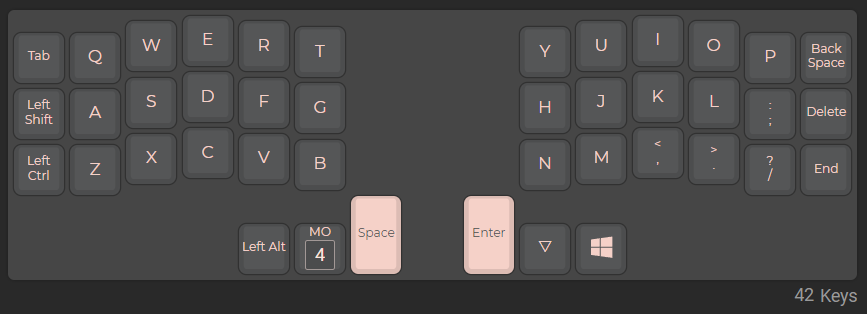 Tab Q W E R T Y U I O P Back Space
Left Shift A S D F G H J K L : ; Delete
Left Ctrl Z X C V B N M < , > . ? / End
Left Alt MO 4 Space Enter
42 Keys